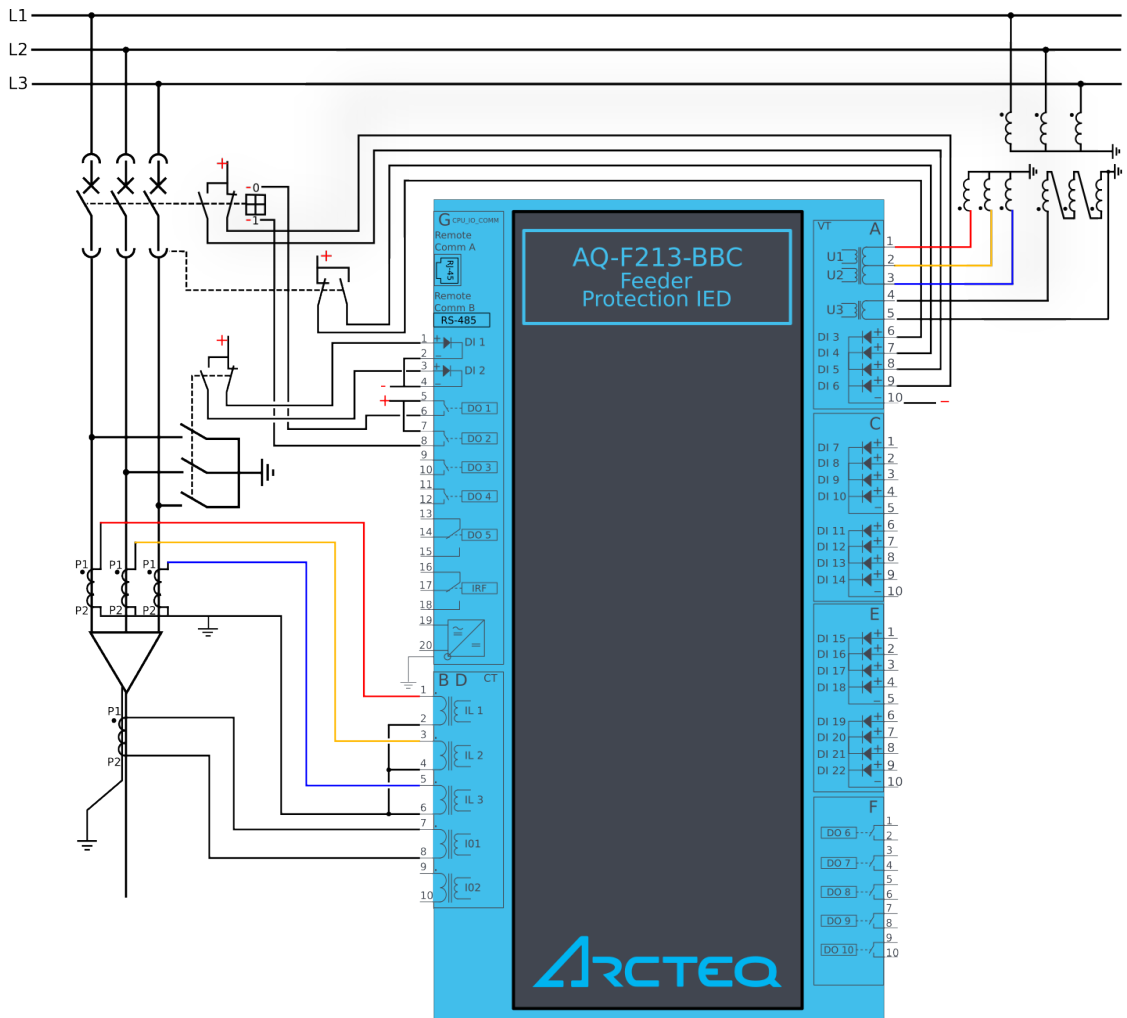 L1
L2
L3
+
-0
-1
+
+
-
+
P1
P1
P1
P2
P2
P2
P1
P2
G CPU_IO_COMM
Remote
Comm A
RJ-45
Remote
Comm B
RS-485
1 + DI 1
2 -
3 + DI 2
4 -
5
6 DO 1
7
8 DO 2
9
10 DO 3
11
12 DO 4
13
14 DO 5
15
16
17 IRF
18
19
20
B D CT
1
IL 1
2
3
IL 2
4
5
IL 3
6
7
I01
8
9
I02
10
AQ-F213-BBC
Feeder
Protection IED
ARCTEQ
VT A
1
U1
2
U2
3
4
U3
5
DI 3 + 6
DI 4 + 7
DI 5 + 8
DI 6 + 9
- 10 -
C
DI 7 + 1
DI 8 + 2
DI 9 + 3
DI 10 + 4
- 5
DI 11 + 6
DI 12 + 7
DI 13 + 8
DI 14 + 9
- 10
E
DI 15 + 1
DI 16 + 2
DI 17 + 3
DI 18 + 4
- 5
DI 19 + 6
DI 20 + 7
DI 21 + 8
DI 22 + 9
- 10
F
1
DO 6 2
3
DO 7 4
5
DO 8 6
7
DO 9 8
9
DO 10 10